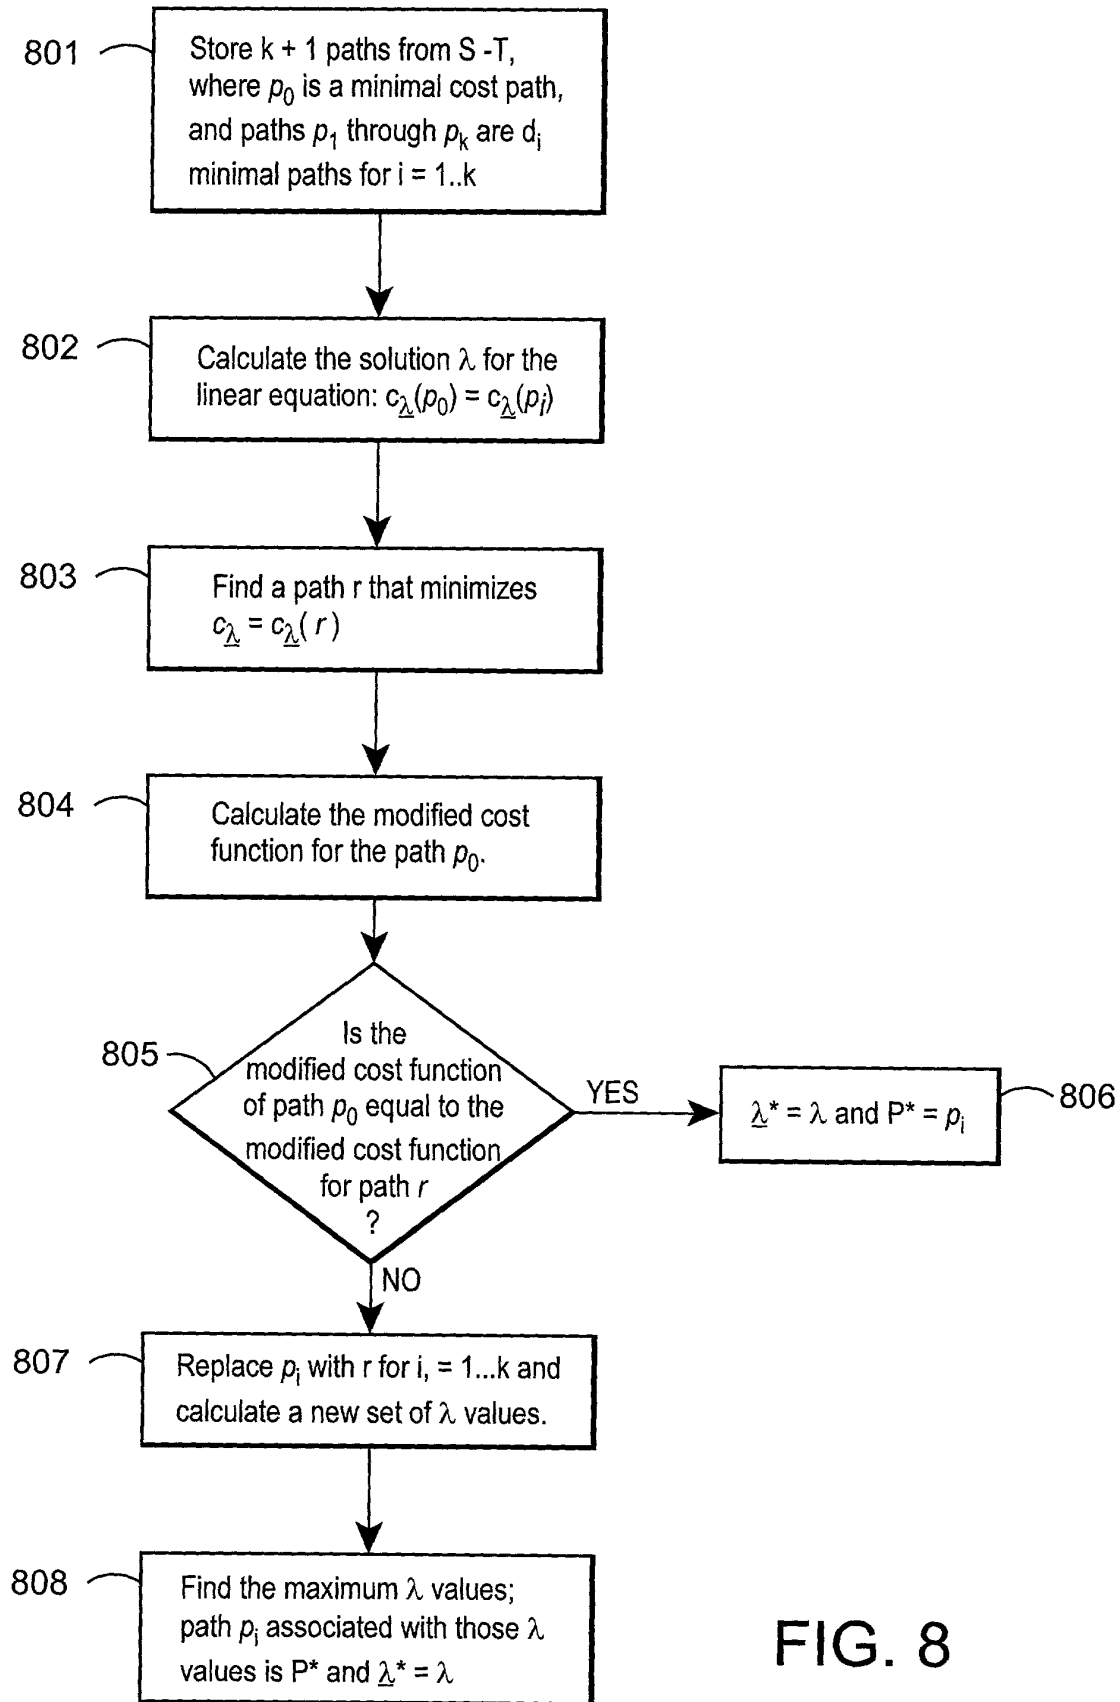 801
Store k + 1 paths from S -T,
where p₀ is a minimal cost path,
and paths p₁ through pₖ are dᵢ
minimal paths for i = 1..k
802
Calculate the solution λ for the
linear equation: c_λ(p₀) = c_λ(pᵢ)
803
Find a path r that minimizes
c_λ = c_λ( r )
804
Calculate the modified cost
function for the path p₀.
805
Is the
modified cost function
of path p₀ equal to the
modified cost function
for path r
?
YES
806
λ* = λ and P* = pᵢ
NO
807
Replace pᵢ with r for i, = 1...k and
calculate a new set of λ values.
808
Find the maximum λ values;
path pᵢ associated with those λ
values is P* and λ* = λ
FIG. 8